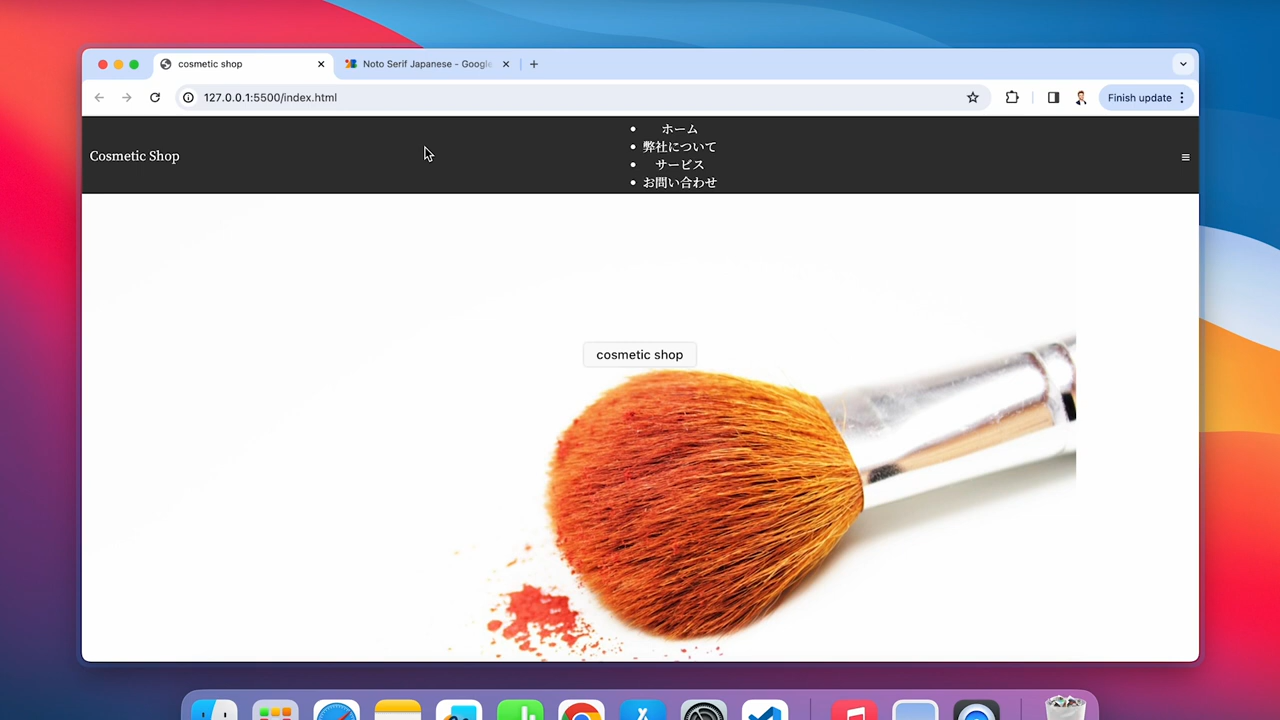 cosmetic shop
Noto Serif Japanese - Google
127.0.0.1:5500/index.html
Finish update
Cosmetic Shop
ホーム
弊社について
サービス
お問い合わせ
cosmetic shop